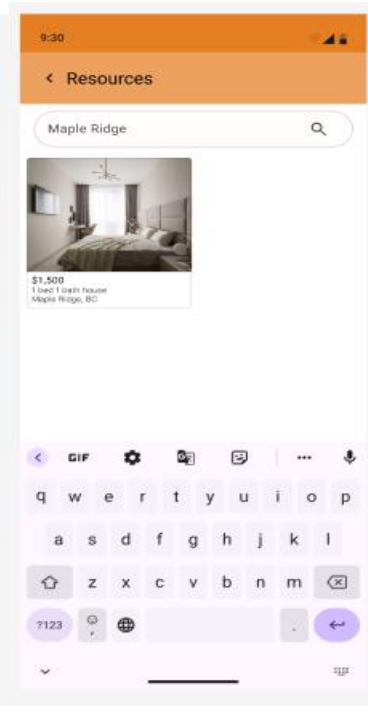 9:30
Resources
Maple Ridge
$1,500
1 bed 1 bath house
Maple Ridge, BC
GIF
q w e r t y u i o p
a s d f g h j k l
z x c v b n m
?123 , .